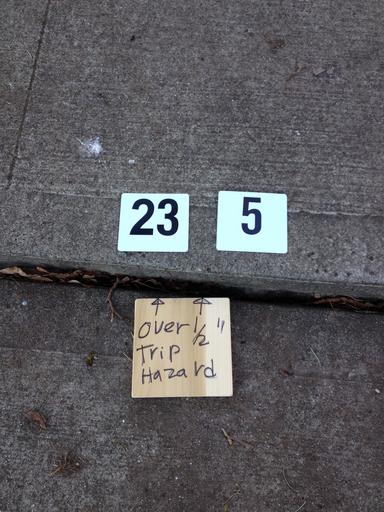 23 5
Over 1/2"
Trip
Hazard